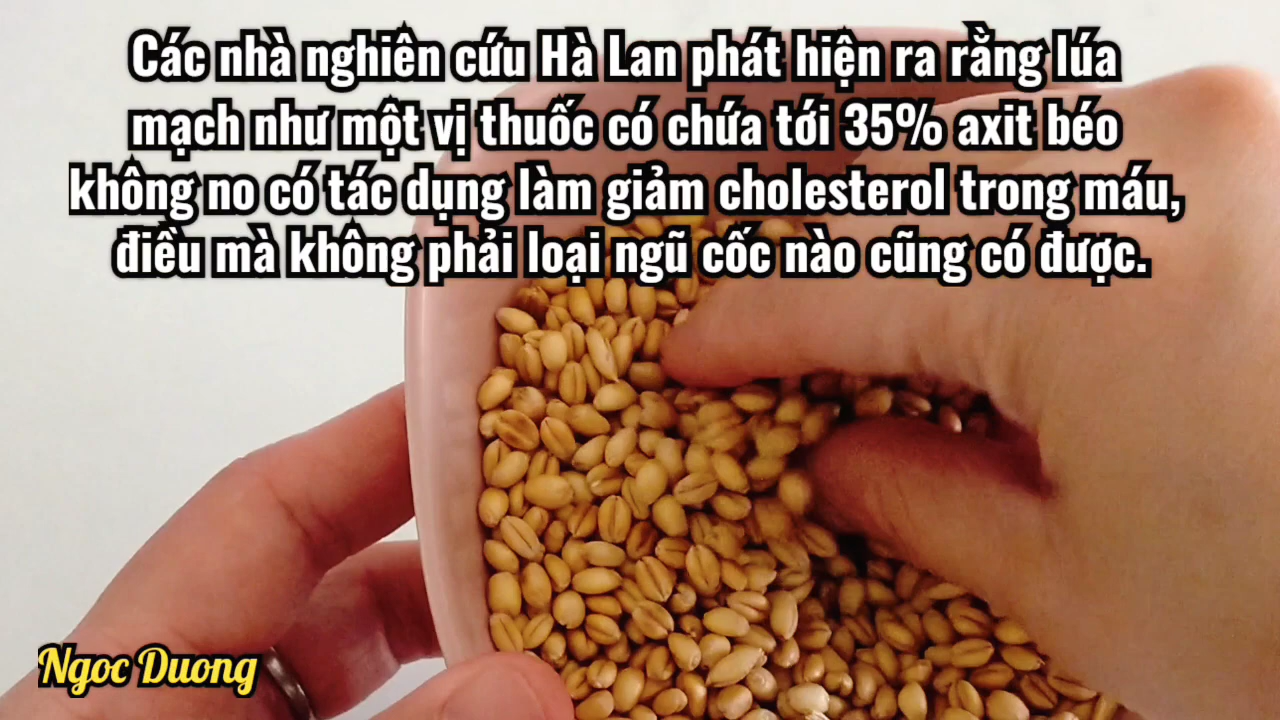 Các nhà nghiên cứu Hà Lan phát hiện ra rằng lúa
mạch như một vị thuốc có chứa tới 35% axit béo
không no có tác dụng làm giảm cholesterol trong máu,
điều mà không phải loại ngũ cốc nào cũng có được.
Ngoc Duong